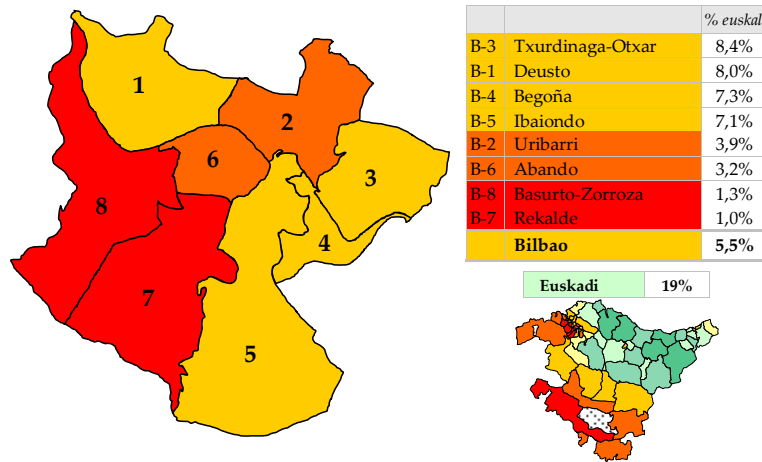 1
2
3
4
5
6
7
8
% euskal
B-3 Txurdinaga-Otxar 8,4%
B-1 Deusto 8,0%
B-4 Begoña 7,3%
B-5 Ibaiondo 7,1%
B-2 Uribarri 3,9%
B-6 Abando 3,2%
B-8 Basurto-Zorroza 1,3%
B-7 Rekalde 1,0%
Bilbao 5,5%
Euskadi 19%